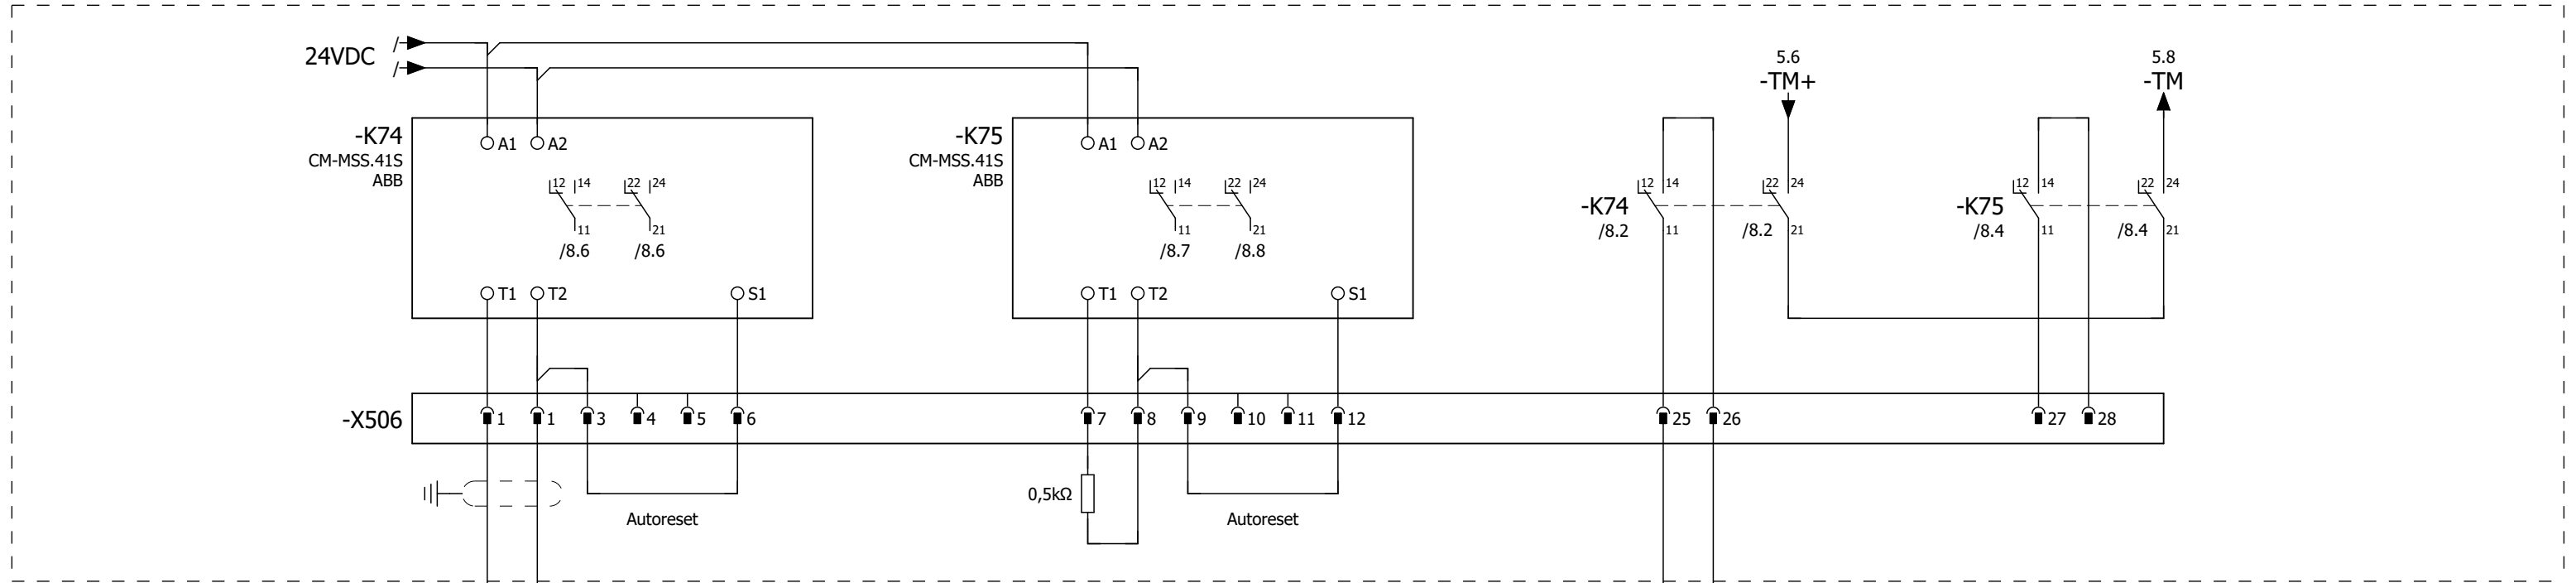 24VDC
/
/
5.6
-TM+
5.8
-TM
-K74
CM-MSS.41S
ABB
A1 A2
12 14 22 24
11 21
/8.6 /8.6
T1 T2 S1
-K75
CM-MSS.41S
ABB
A1 A2
12 14 22 24
11 21
/8.7 /8.8
T1 T2 S1
12 14 22 24
-K74
/8.2 11 /8.2 21
12 14 22 24
-K75
/8.4 11 /8.4 21
-X506 1 1 3 4 5 6 7 8 9 10 11 12 25 26 27 28
0,5kΩ
Autoreset
Autoreset